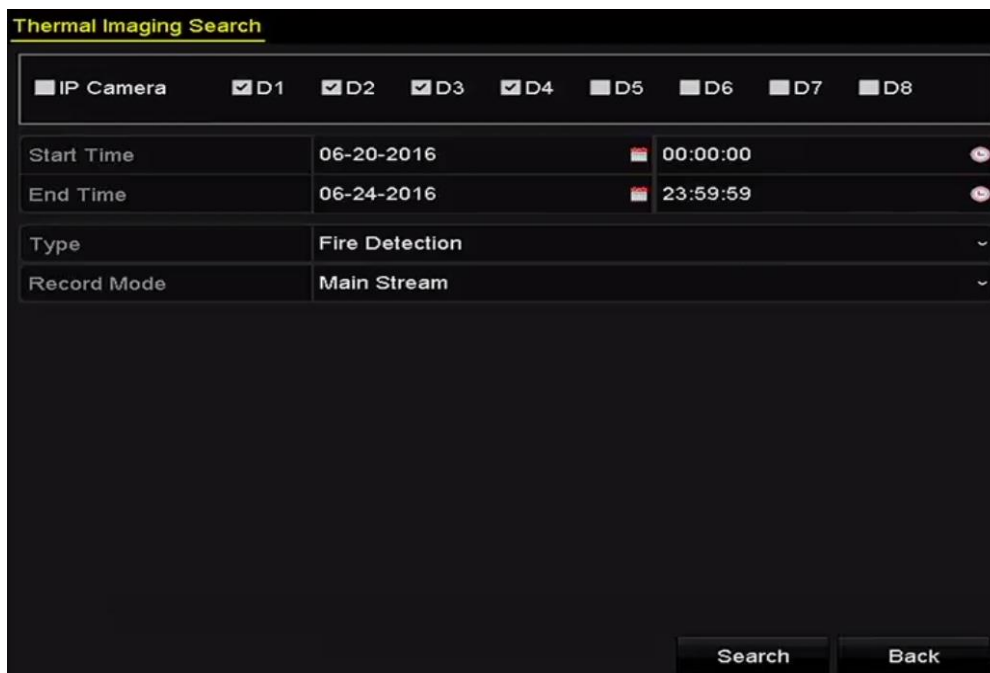 Thermal Imaging Search
IP Camera D1 D2 D3 D4 D5 D6 D7 D8
Start Time 06-20-2016 00:00:00
End Time 06-24-2016 23:59:59
Type Fire Detection
Record Mode Main Stream
Search Back